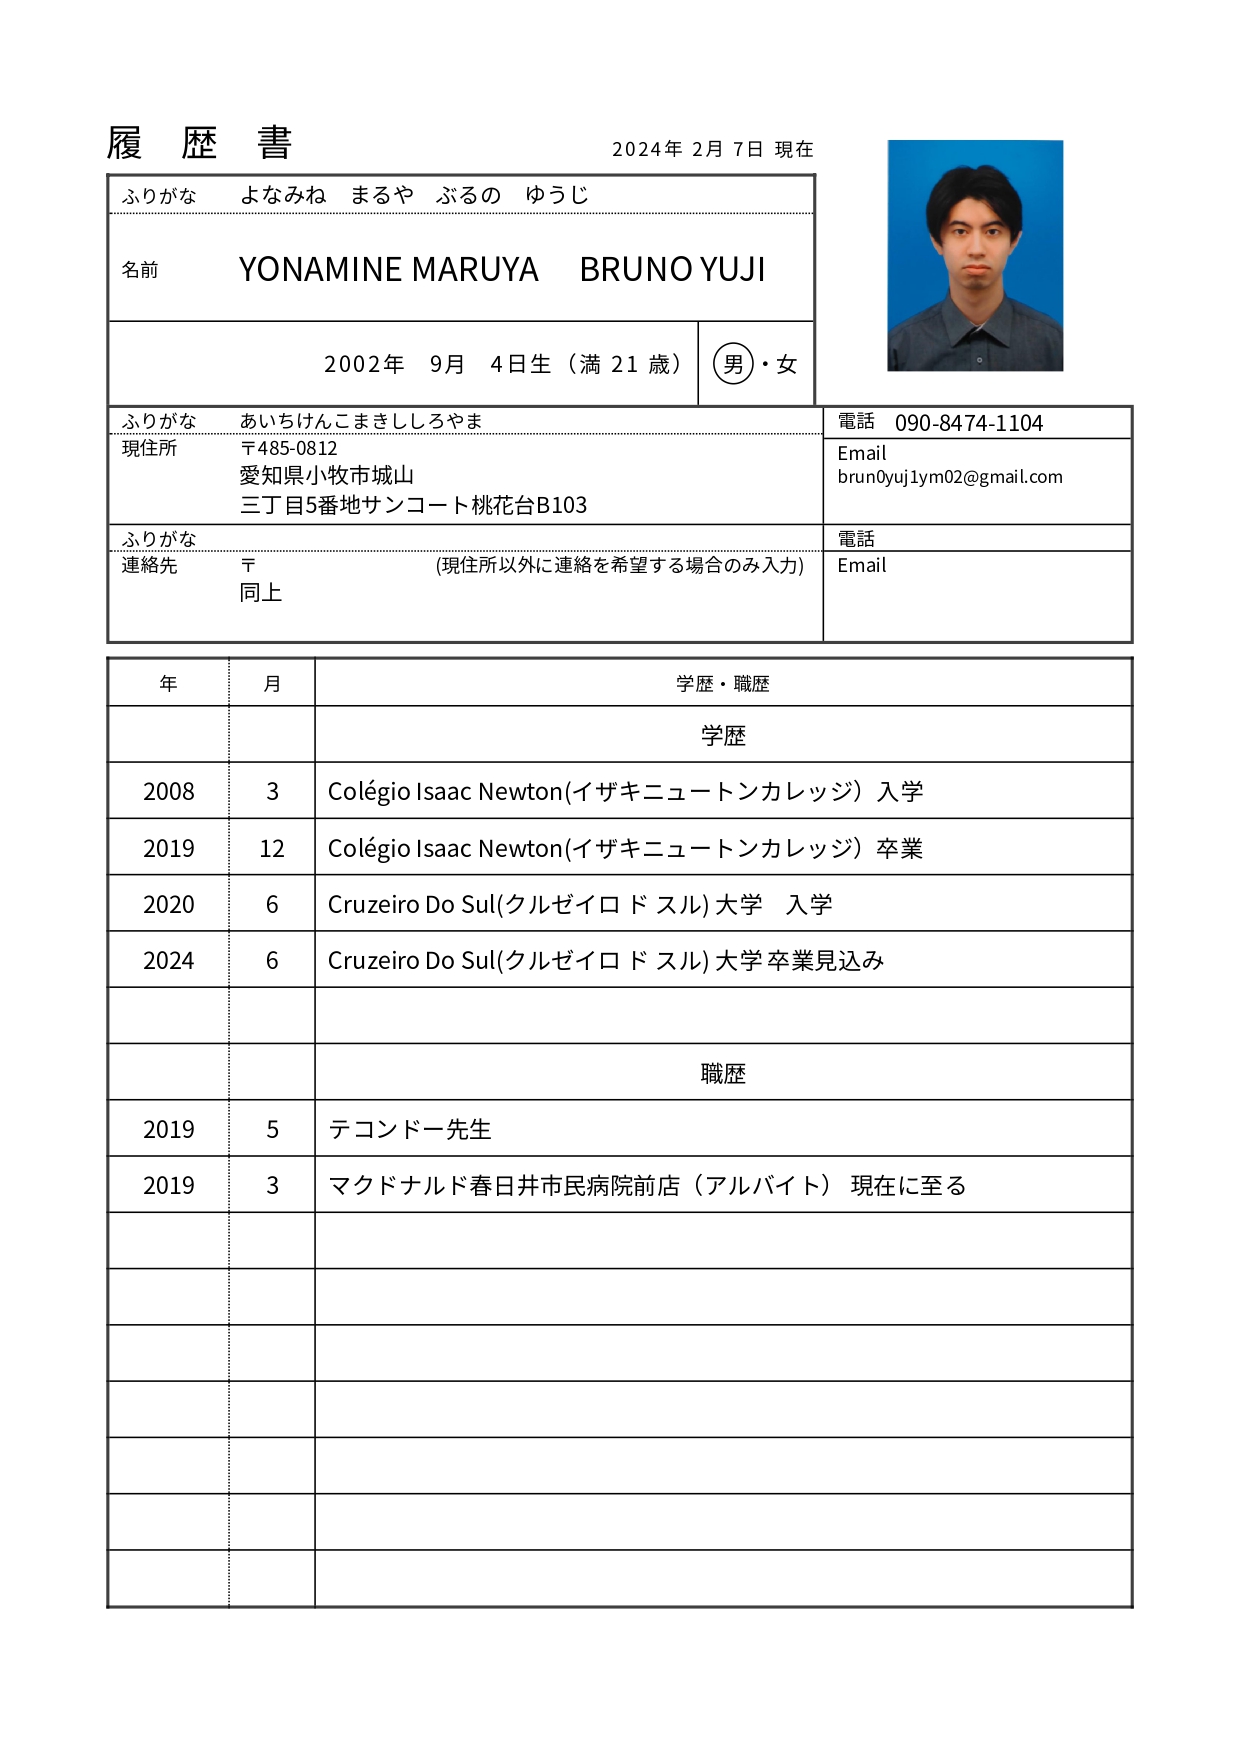 履 歴 書
2024年 2月 7日 現在
ふりがな よなみね まるや ぶるの ゆうじ
名前 YONAMINE MARUYA BRUNO YUJI
2002年 9月 4日生（満 21 歳） 男・女
ふりがな あいちけんこまきししろやま
電話 090-8474-1104
現住所 〒485-0812
愛知県小牧市城山
三丁目5番地サンコート桃花台B103
Email
brun0yuj1ym02@gmail.com
ふりがな
電話
連絡先 〒 (現住所以外に連絡を希望する場合のみ入力)
同上
Email
年 月 学歴・職歴
学歴
2008 3 Colégio Isaac Newton(イザキニュートンカレッジ）入学
2019 12 Colégio Isaac Newton(イザキニュートンカレッジ）卒業
2020 6 Cruzeiro Do Sul(クルゼイロ ド スル) 大学 入学
2024 6 Cruzeiro Do Sul(クルゼイロ ド スル) 大学 卒業見込み
職歴
2019 5 テコンドー先生
2019 3 マクドナルド春日井市民病院前店（アルバイト） 現在に至る